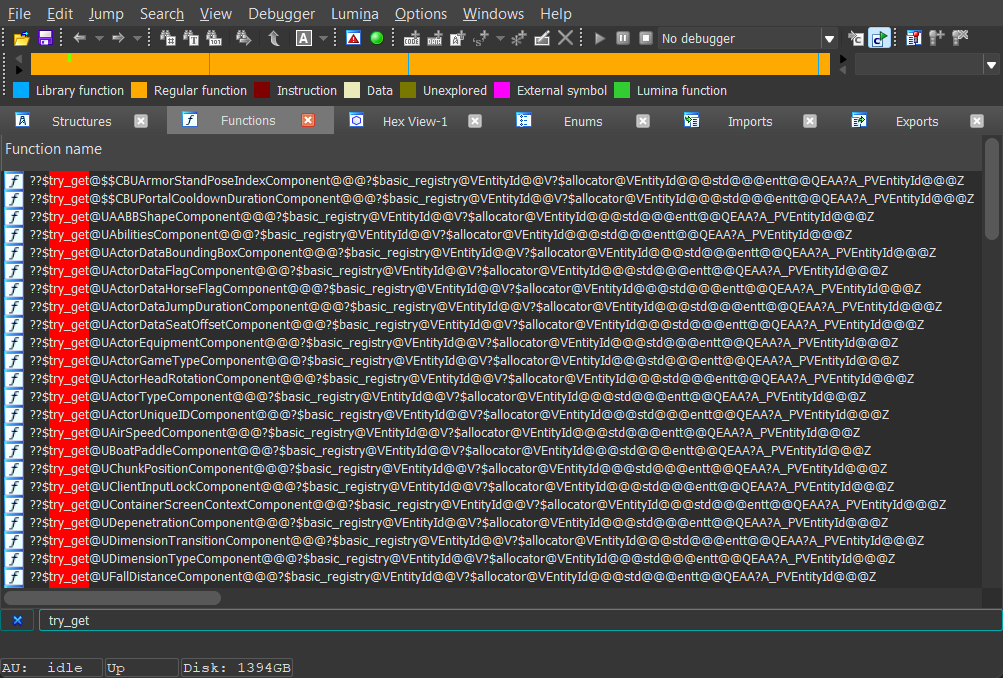 File Edit Jump Search View Debugger Lumina Options Windows Help
No debugger
Library function Regular function Instruction Data Unexplored External symbol Lumina function
Structures Functions Hex View-1 Enums Imports Exports
Function name
??$try_get@$$CBUArmorStandPoseIndexComponent@@@?$basic_registry@VEntityId@@V?$allocator@VEntityId@@@std@@@entt@@QEAA?A_PVEntityId@@@Z
??$try_get@$$CBUPortalCooldownDurationComponent@@@?$basic_registry@VEntityId@@V?$allocator@VEntityId@@@std@@@entt@@QEAA?A_PVEntityId@@@Z
??$try_get@UAABBShapeComponent@@@?$basic_registry@VEntityId@@V?$allocator@VEntityId@@@std@@@entt@@QEAA?A_PVEntityId@@@Z
??$try_get@UAbilitiesComponent@@@?$basic_registry@VEntityId@@V?$allocator@VEntityId@@@std@@@entt@@QEAA?A_PVEntityId@@@Z
??$try_get@UActorDataBoundingBoxComponent@@@?$basic_registry@VEntityId@@V?$allocator@VEntityId@@@std@@@entt@@QEAA?A_PVEntityId@@@Z
??$try_get@UActorDataFlagComponent@@@?$basic_registry@VEntityId@@V?$allocator@VEntityId@@@std@@@entt@@QEAA?A_PVEntityId@@@Z
??$try_get@UActorDataHorseFlagComponent@@@?$basic_registry@VEntityId@@V?$allocator@VEntityId@@@std@@@entt@@QEAA?A_PVEntityId@@@Z
??$try_get@UActorDataJumpDurationComponent@@@?$basic_registry@VEntityId@@V?$allocator@VEntityId@@@std@@@entt@@QEAA?A_PVEntityId@@@Z
??$try_get@UActorDataSeatOffsetComponent@@@?$basic_registry@VEntityId@@V?$allocator@VEntityId@@@std@@@entt@@QEAA?A_PVEntityId@@@Z
??$try_get@UActorEquipmentComponent@@@?$basic_registry@VEntityId@@V?$allocator@VEntityId@@@std@@@entt@@QEAA?A_PVEntityId@@@Z
??$try_get@UActorGameTypeComponent@@@?$basic_registry@VEntityId@@V?$allocator@VEntityId@@@std@@@entt@@QEAA?A_PVEntityId@@@Z
??$try_get@UActorHeadRotationComponent@@@?$basic_registry@VEntityId@@V?$allocator@VEntityId@@@std@@@entt@@QEAA?A_PVEntityId@@@Z
??$try_get@UActorTypeComponent@@@?$basic_registry@VEntityId@@V?$allocator@VEntityId@@@std@@@entt@@QEAA?A_PVEntityId@@@Z
??$try_get@UActorUniqueIDComponent@@@?$basic_registry@VEntityId@@V?$allocator@VEntityId@@@std@@@entt@@QEAA?A_PVEntityId@@@Z
??$try_get@UAirSpeedComponent@@@?$basic_registry@VEntityId@@V?$allocator@VEntityId@@@std@@@entt@@QEAA?A_PVEntityId@@@Z
??$try_get@UBoatPaddleComponent@@@?$basic_registry@VEntityId@@V?$allocator@VEntityId@@@std@@@entt@@QEAA?A_PVEntityId@@@Z
??$try_get@UChunkPositionComponent@@@?$basic_registry@VEntityId@@V?$allocator@VEntityId@@@std@@@entt@@QEAA?A_PVEntityId@@@Z
??$try_get@UClientInputLockComponent@@@?$basic_registry@VEntityId@@V?$allocator@VEntityId@@@std@@@entt@@QEAA?A_PVEntityId@@@Z
??$try_get@UContainerScreenContextComponent@@@?$basic_registry@VEntityId@@V?$allocator@VEntityId@@@std@@@entt@@QEAA?A_PVEntityId@@@Z
??$try_get@UDepenetrationComponent@@@?$basic_registry@VEntityId@@V?$allocator@VEntityId@@@std@@@entt@@QEAA?A_PVEntityId@@@Z
??$try_get@UDimensionTransitionComponent@@@?$basic_registry@VEntityId@@V?$allocator@VEntityId@@@std@@@entt@@QEAA?A_PVEntityId@@@Z
??$try_get@UDimensionTypeComponent@@@?$basic_registry@VEntityId@@V?$allocator@VEntityId@@@std@@@entt@@QEAA?A_PVEntityId@@@Z
??$try_get@UFallDistanceComponent@@@?$basic_registry@VEntityId@@V?$allocator@VEntityId@@@std@@@entt@@QEAA?A_PVEntityId@@@Z
try_get
AU: idle Up Disk: 1394GB